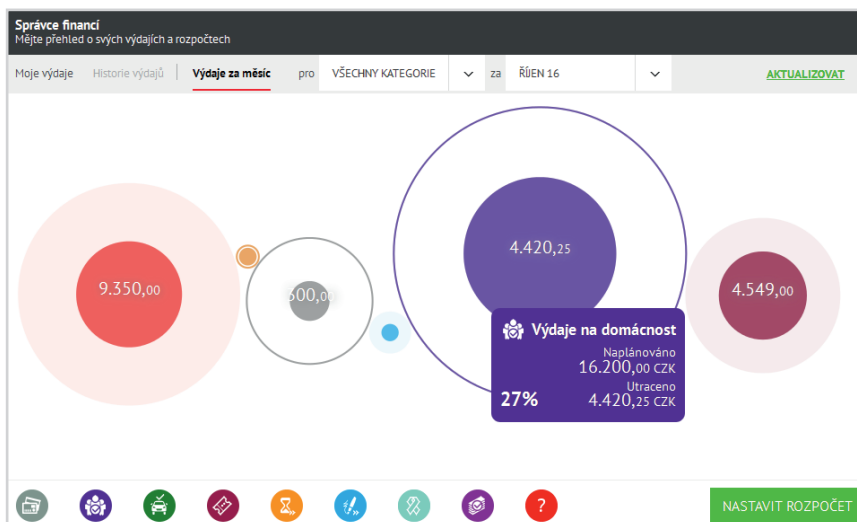 Správce financí
Mějte přehled o svých výdajích a rozpočtech
Moje výdaje Historie výdajů Výdaje za měsíc pro VŠECHNY KATEGORIE za ŘÍJEN 16 AKTUALIZOVAT
4.420,25
9.350,00
4.549,00
Výdaje na domácnost
Naplánováno
16.200,00 CZK
Utraceno
27% 4.420,25 CZK
?
NASTAVIT ROZPOČET